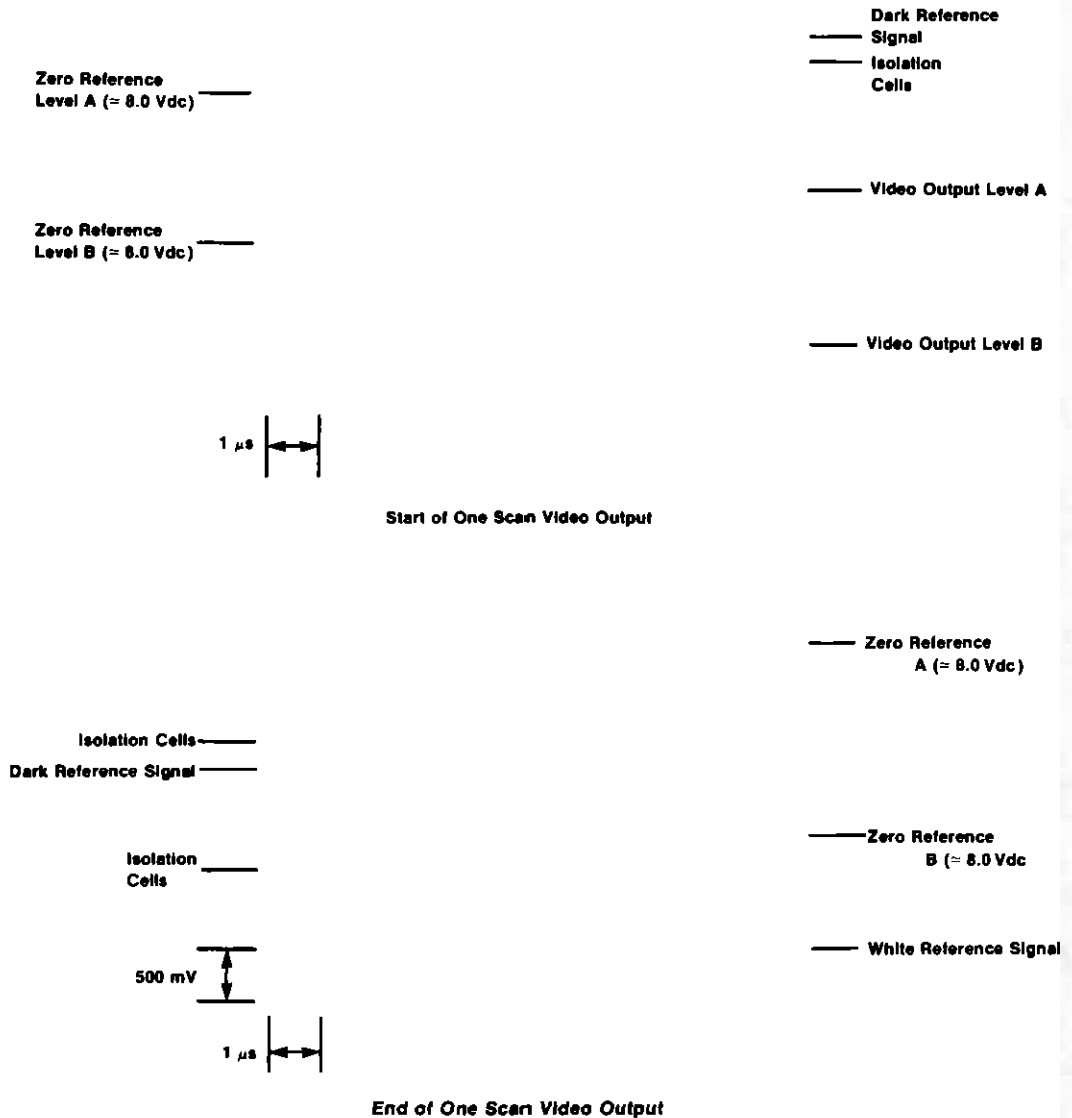 Dark Reference
Signal
Isolation
Cells
Zero Reference
Level A (≃ 8.0 Vdc)
Video Output Level A
Zero Reference
Level B (≃ 8.0 Vdc)
Video Output Level B
1 μs
Start of One Scan Video Output
Zero Reference
A (≃ 8.0 Vdc)
Isolation Cells
Dark Reference Signal
Zero Reference
B (≃ 8.0 Vdc
Isolation
Cells
White Reference Signal
500 mV
1 μs
End of One Scan Video Output